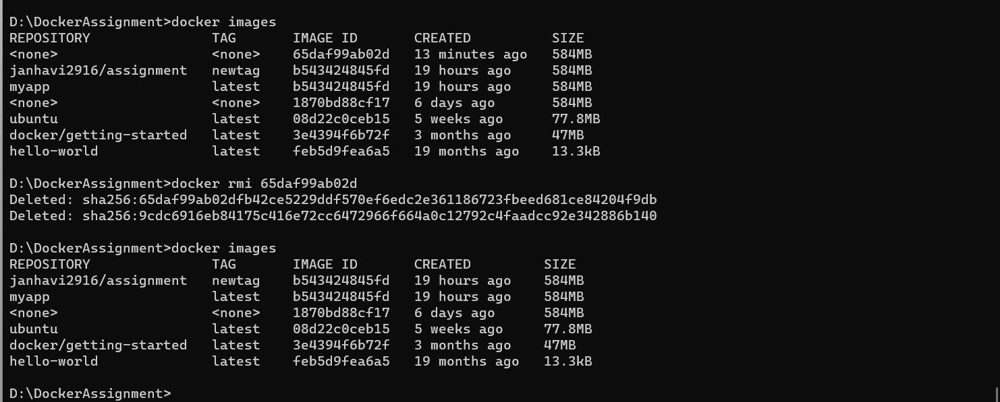 D:\DockerAssignment>docker images
REPOSITORY               TAG       IMAGE ID       CREATED          SIZE
<none>                   <none>    65daf99ab02d   13 minutes ago   584MB
janhavi2916/assignment   newtag    b543424845fd   19 hours ago     584MB
myapp                    latest    b543424845fd   19 hours ago     584MB
<none>                   <none>    1870bd88cf17   6 days ago       584MB
ubuntu                   latest    08d22c0ceb15   5 weeks ago      77.8MB
docker/getting-started   latest    3e4394f6b72f   3 months ago     47MB
hello-world              latest    feb5d9fea6a5   19 months ago    13.3kB
D:\DockerAssignment>docker rmi 65daf99ab02d
Deleted: sha256:65daf99ab02dfb42ce5229ddf570ef6edc2e361186723fbeed681ce84204f9db
Deleted: sha256:9cdc6916eb84175c416e72cc6472966f664a0c12792c4faadcc92e342886b140
D:\DockerAssignment>docker images
REPOSITORY               TAG       IMAGE ID       CREATED         SIZE
janhavi2916/assignment   newtag    b543424845fd   19 hours ago    584MB
myapp                    latest    b543424845fd   19 hours ago    584MB
<none>                   <none>    1870bd88cf17   6 days ago      584MB
ubuntu                   latest    08d22c0ceb15   5 weeks ago     77.8MB
docker/getting-started   latest    3e4394f6b72f   3 months ago    47MB
hello-world              latest    feb5d9fea6a5   19 months ago   13.3kB
D:\DockerAssignment>